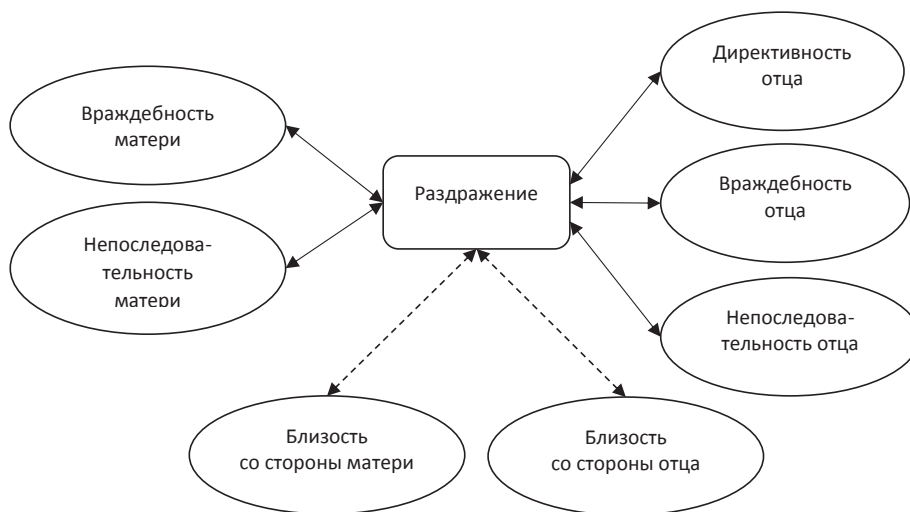 Директивность
отца
Враждебность
матери
Раздражение
Враждебность
отца
Непоследова-
тельность
матери
Непоследова-
тельность отца
Близость
со стороны матери
Близость
со стороны отца